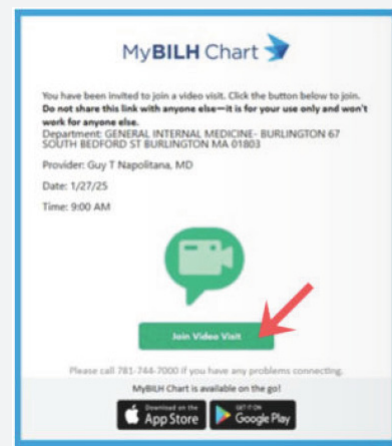 MyBILH Chart
You have been invited to join a video visit. Click the button below to join.
Do not share this link with anyone else—it is for your use only and won't
work for anyone else.
Department: GENERAL INTERNAL MEDICINE- BURLINGTON 67
SOUTH BEDFORD ST BURLINGTON MA 01803
Provider: Guy T Napolitana, MD
Date: 1/27/25
Time: 9:00 AM
Join Video Visit
Please call 781-744-7000 if you have any problems connecting.
MyBILH Chart is available on the go!
Download on the
App Store
GET IT ON
Google Play